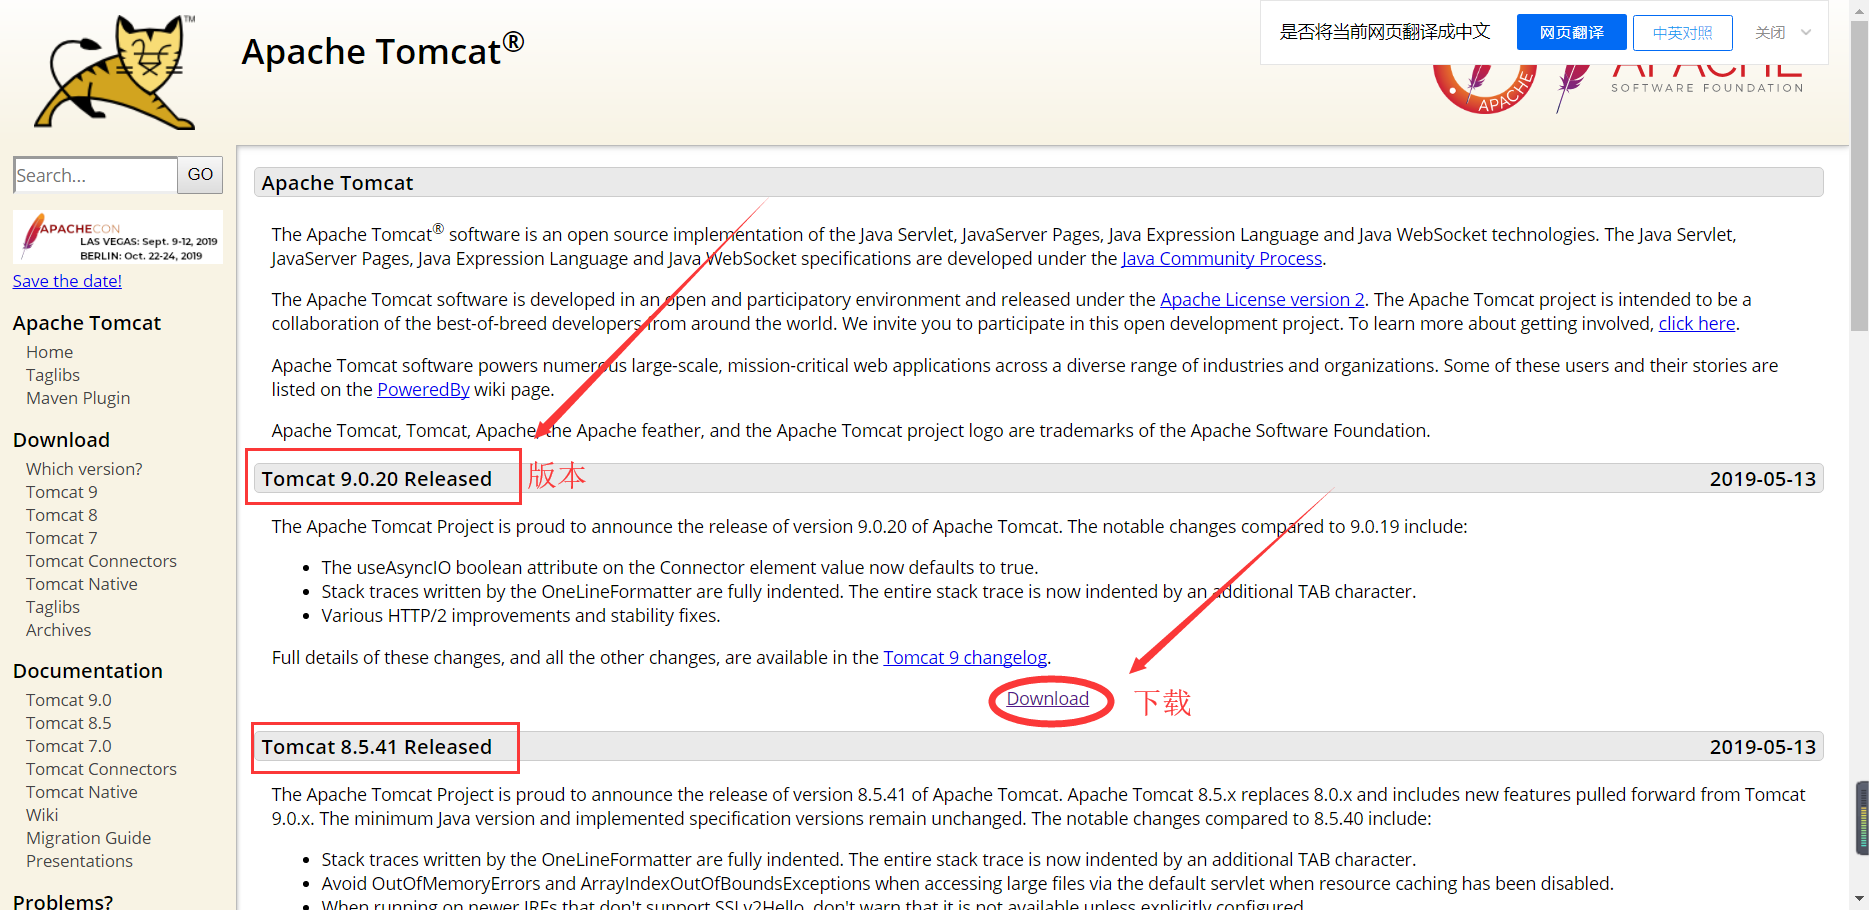 Apache Tomcat®
TM
是否将当前网页翻译成中文
网页翻译
中英对照
关闭
APACHE
APACHE
SOFTWARE FOUNDATION
Search...
GO
APACHECON
LAS VEGAS: Sept. 9-12, 2019
BERLIN: Oct. 22-24, 2019
Save the date!
Apache Tomcat
Home
Taglibs
Maven Plugin
Download
Which version?
Tomcat 9
Tomcat 8
Tomcat 7
Tomcat Connectors
Tomcat Native
Taglibs
Archives
Documentation
Tomcat 9.0
Tomcat 8.5
Tomcat 7.0
Tomcat Connectors
Tomcat Native
Wiki
Migration Guide
Presentations
Problems?
Apache Tomcat
The Apache Tomcat® software is an open source implementation of the Java Servlet, JavaServer Pages, Java Expression Language and Java WebSocket technologies. The Java Servlet,
JavaServer Pages, Java Expression Language and Java WebSocket specifications are developed under the Java Community Process.
The Apache Tomcat software is developed in an open and participatory environment and released under the Apache License version 2. The Apache Tomcat project is intended to be a
collaboration of the best-of-breed developers from around the world. We invite you to participate in this open development project. To learn more about getting involved, click here.
Apache Tomcat software powers numerous large-scale, mission-critical web applications across a diverse range of industries and organizations. Some of these users and their stories are
listed on the PoweredBy wiki page.
Apache Tomcat, Tomcat, Apache, the Apache feather, and the Apache Tomcat project logo are trademarks of the Apache Software Foundation.
Tomcat 9.0.20 Released 版本 2019-05-13
The Apache Tomcat Project is proud to announce the release of version 9.0.20 of Apache Tomcat. The notable changes compared to 9.0.19 include:
• The useAsyncIO boolean attribute on the Connector element value now defaults to true.
• Stack traces written by the OneLineFormatter are fully indented. The entire stack trace is now indented by an additional TAB character.
• Various HTTP/2 improvements and stability fixes.
Full details of these changes, and all the other changes, are available in the Tomcat 9 changelog.
Download 下载
Tomcat 8.5.41 Released 2019-05-13
The Apache Tomcat Project is proud to announce the release of version 8.5.41 of Apache Tomcat. Apache Tomcat 8.5.x replaces 8.0.x and includes new features pulled forward from Tomcat
9.0.x. The minimum Java version and implemented specification versions remain unchanged. The notable changes compared to 8.5.40 include:
• Stack traces written by the OneLineFormatter are fully indented. The entire stack trace is now indented by an additional TAB character.
• Avoid OutOfMemoryErrors and ArrayIndexOutOfBoundsExceptions when accessing large files via the default servlet when resource caching has been disabled.
• When running on newer JREs that don't support SSLv2Hello, don't warn that it is not available unless explicitly configured.